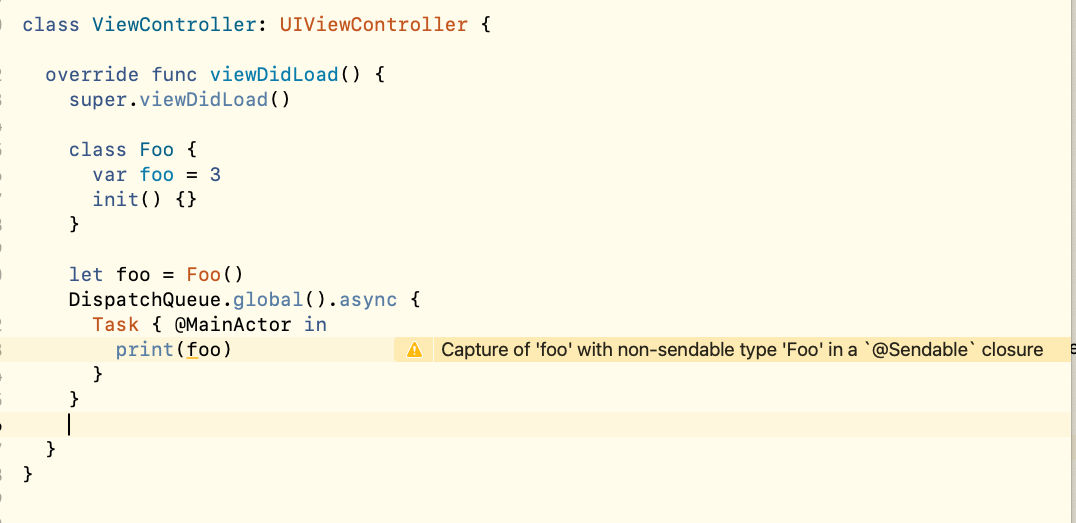 class ViewController: UIViewController {
override func viewDidLoad() {
super.viewDidLoad()
class Foo {
var foo = 3
init() {}
}
let foo = Foo()
DispatchQueue.global().async {
Task { @MainActor in
print(foo) Capture of 'foo' with non-sendable type 'Foo' in a `@Sendable` closure
}
}
}
}